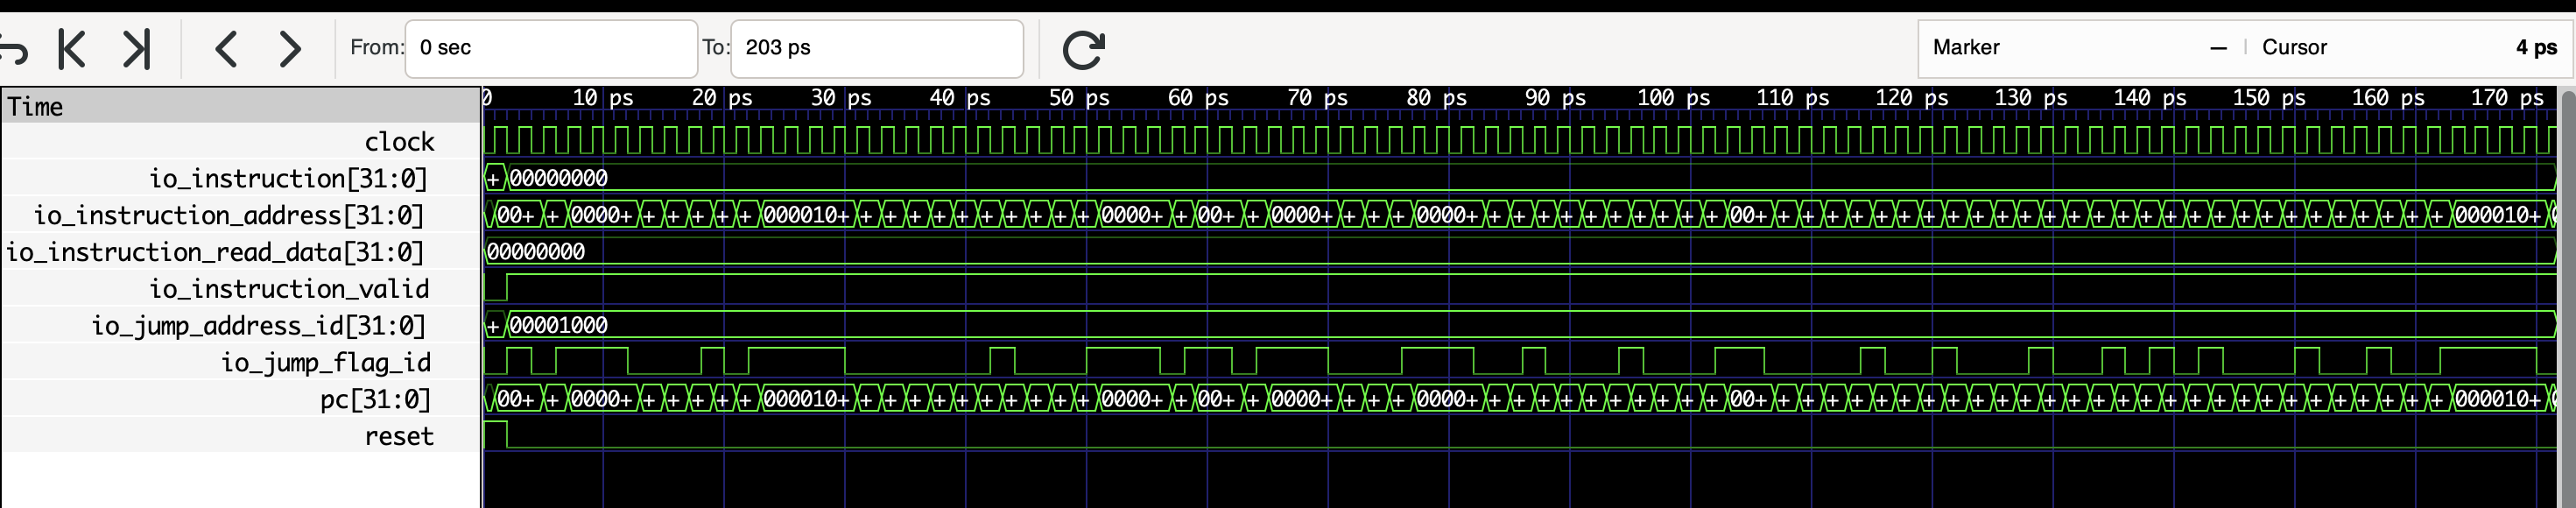 From: 0 sec To: 203 ps Marker — Cursor 4 ps
Time 0 10 ps 20 ps 30 ps 40 ps 50 ps 60 ps 70 ps 80 ps 90 ps 100 ps 110 ps 120 ps 130 ps 140 ps 150 ps 160 ps 170 ps
clock
io_instruction[31:0] + 00000000
io_instruction_address[31:0] 00+ + 0000+ + + + + + 000010+ + + + + + + + + + + 0000+ + 00+ + 0000+ + + + 0000+ + + + + + + + + + + + 00+ + + + + + + + + + + + + + + + + + + + + + + + + + + + + 000010+
io_instruction_read_data[31:0] 00000000
io_instruction_valid
io_jump_address_id[31:0] + 00001000
io_jump_flag_id
pc[31:0] 00+ + 0000+ + + + + + 000010+ + + + + + + + + + + 0000+ + 00+ + 0000+ + + + 0000+ + + + + + + + + + + + 00+ + + + + + + + + + + + + + + + + + + + + + + + + + + + + 000010+
reset